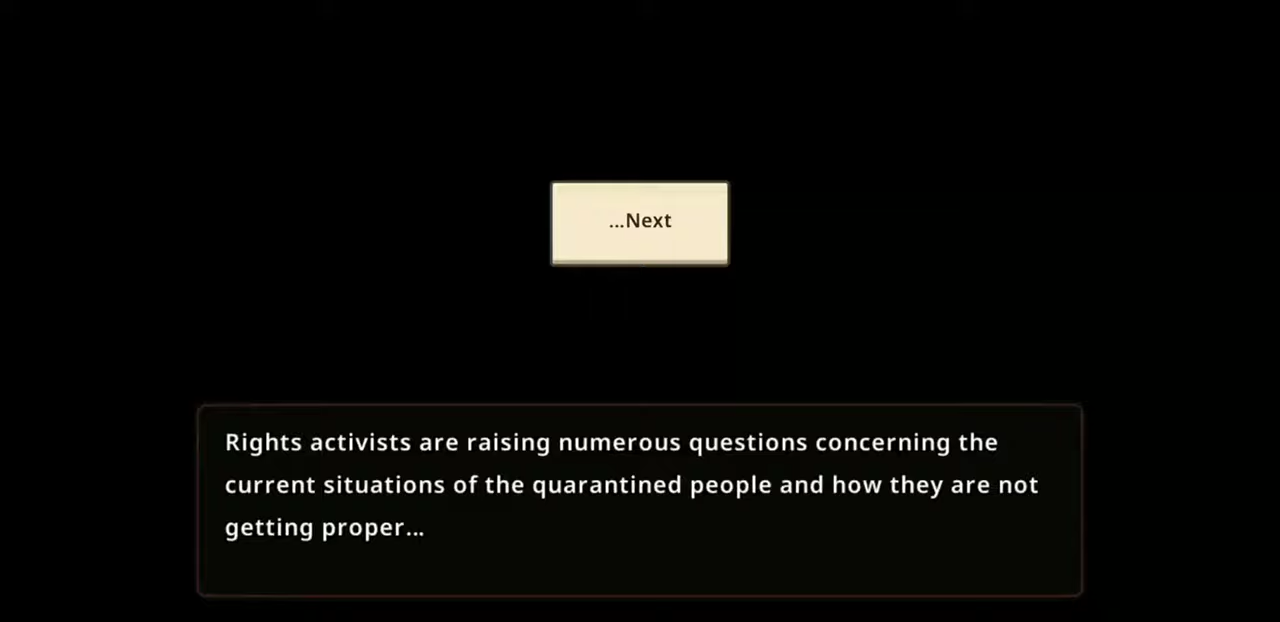 ...Next
Rights activists are raising numerous questions concerning the
current situations of the quarantined people and how they are not
getting proper...